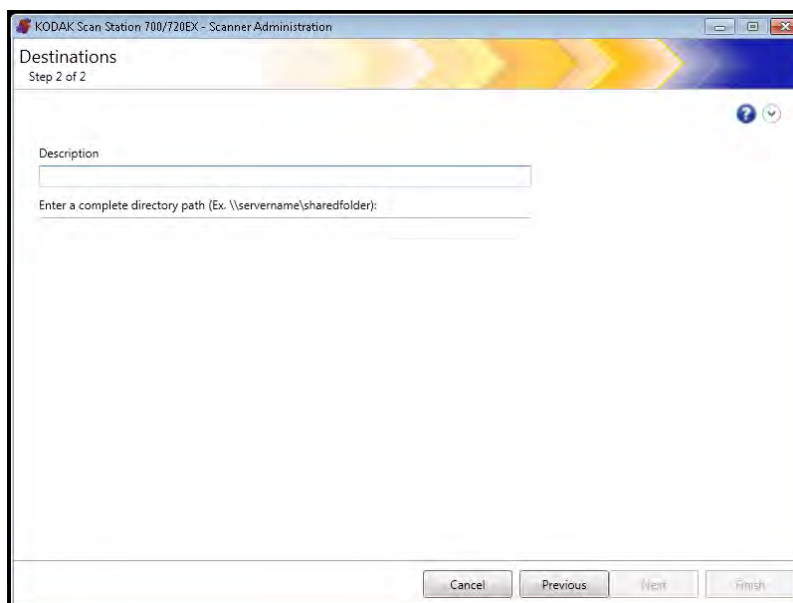 KODAK Scan Station 700/720EX - Scanner Administration
Destinations
Step 2 of 2
?
Description
Enter a complete directory path (Ex. \\servername\sharedfolder):
Cancel Previous Next Finish